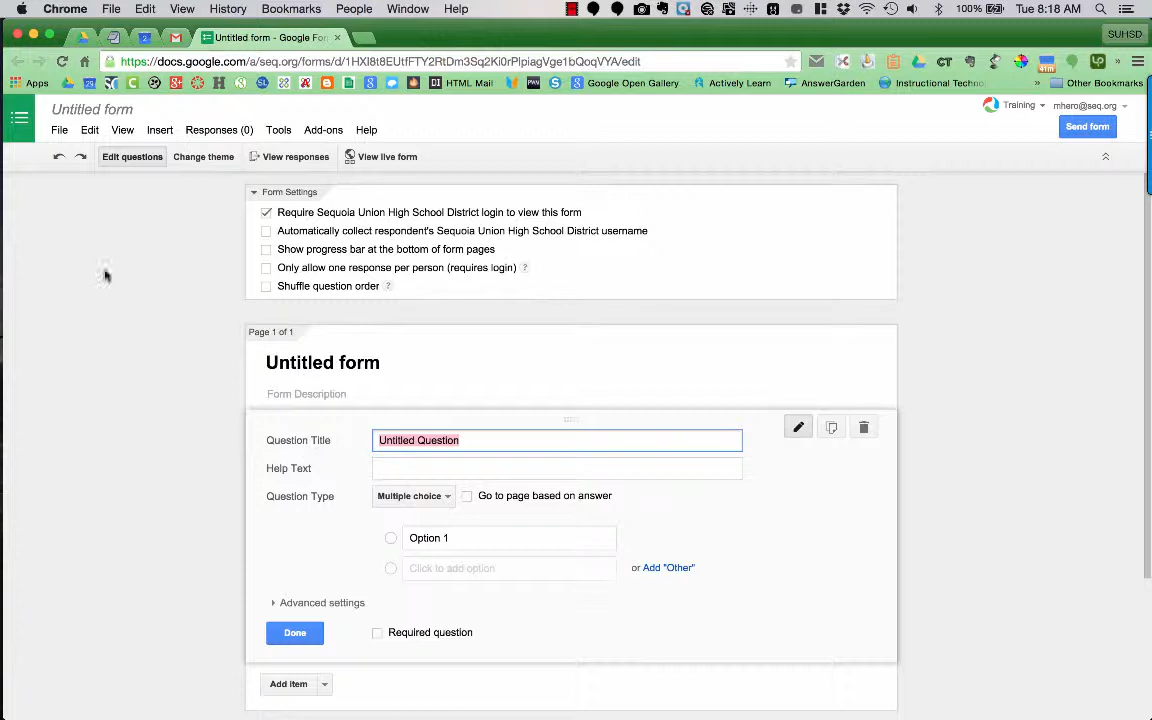 Chrome File Edit View History Bookmarks People Window Help 100% Tue 8:18 AM
Untitled form - Google For × SUHSD
https://docs.google.com/a/seq.org/forms/d/1HXI8t8EUtfFTY2RtDm3Sq2Ki0rPIpiagVge1bQoqVYA/edit
Apps HTML Mail Google Open Gallery Actively Learn AnswerGarden Instructional Techno » Other Bookmarks
Untitled form Training mhero@seq.org
File Edit View Insert Responses (0) Tools Add-ons Help Send form
Edit questions Change theme View responses View live form
Form Settings
Require Sequoia Union High School District login to view this form
Automatically collect respondent's Sequoia Union High School District username
Show progress bar at the bottom of form pages
Only allow one response per person (requires login) ?
Shuffle question order ?
Page 1 of 1
Untitled form
Form Description
Question Title Untitled Question
Help Text
Question Type Multiple choice Go to page based on answer
Option 1
Click to add option or Add "Other"
Advanced settings
Done Required question
Add item